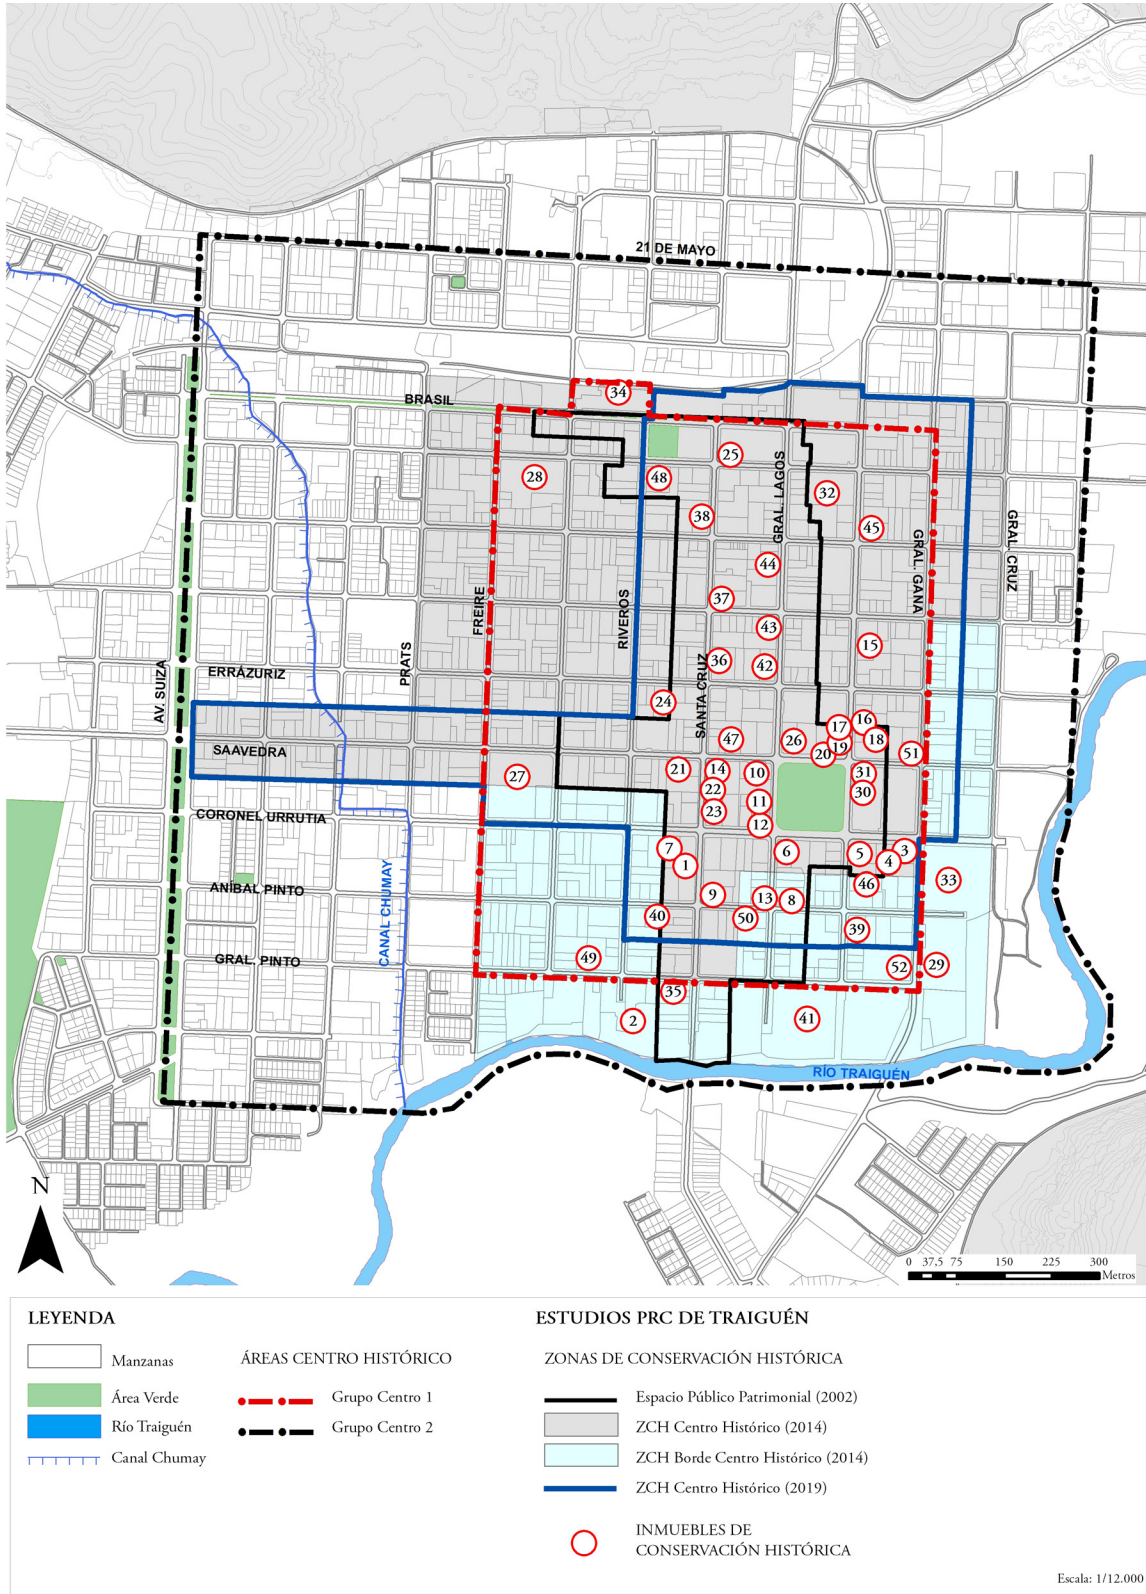 21 DE MAYO
34
BRASIL
25
GRAL. LAGOS
28
48
32
38
45
GRAL. GANA
GRAL. CRUZ
44
FREIRE
37
RIVEROS
43
15
PRATS
36
42
AV. SUIZA
ERRÁZURIZ
SANTA CRUZ
24
16
17
47
26
18
19
20
51
SAAVEDRA
21
14
10
31
27
22
30
11
23
12
CORONEL URRUTIA
7
6
5
3
4
1
33
46
ANÍBAL PINTO
9
13
8
40
50
CANAL CHUMAY
39
GRAL. PINTO
49
52
29
35
2
41
RÍO TRAIGUÉN
N
0 37,5 75 150 225 300
Metros
LEYENDA
Manzanas
Área Verde
Río Traiguén
Canal Chumay
ÁREAS CENTRO HISTÓRICO
Grupo Centro 1
Grupo Centro 2
ESTUDIOS PRC DE TRAIGUÉN
ZONAS DE CONSERVACIÓN HISTÓRICA
Espacio Público Patrimonial (2002)
ZCH Centro Histórico (2014)
ZCH Borde Centro Histórico (2014)
ZCH Centro Histórico (2019)
INMUEBLES DE
CONSERVACIÓN HISTÓRICA
Escala: 1/12.000